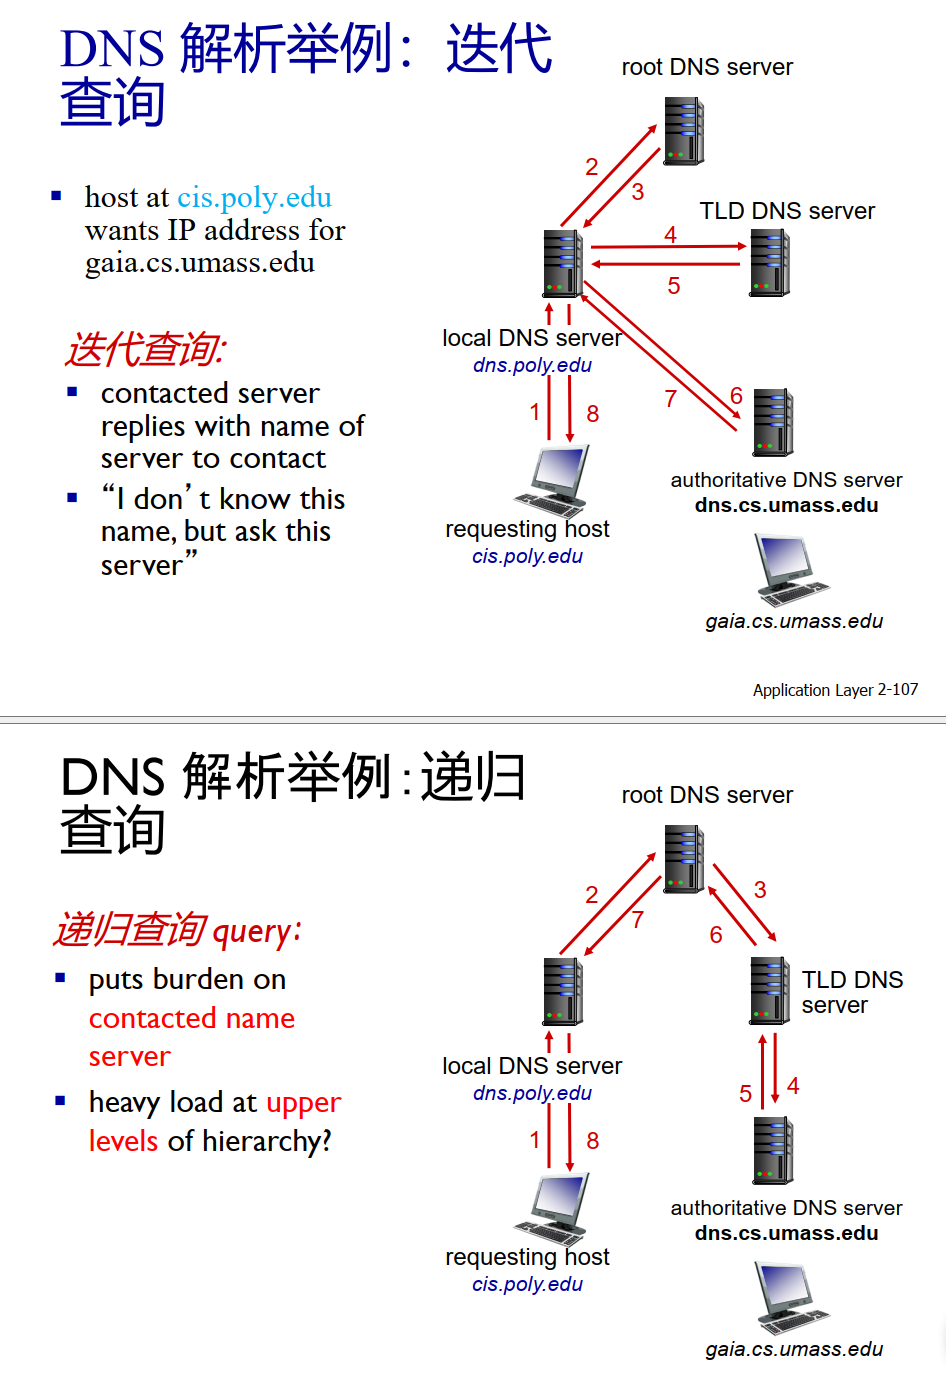 DNS 解析举例：迭代
查询
host at cis.poly.edu
wants IP address for
gaia.cs.umass.edu
迭代查询:
contacted server
replies with name of
server to contact
“I don’t know this
name, but ask this
server”
root DNS server
2
3
TLD DNS server
4
5
local DNS server
dns.poly.edu
6
7
1
8
authoritative DNS server
dns.cs.umass.edu
requesting host
cis.poly.edu
gaia.cs.umass.edu
Application Layer 2-107
DNS 解析举例:递归
查询
递归查询 query:
puts burden on
contacted name
server
heavy load at upper
levels of hierarchy?
root DNS server
2
3
7
6
TLD DNS
server
local DNS server
dns.poly.edu
5
4
1
8
authoritative DNS server
dns.cs.umass.edu
requesting host
cis.poly.edu
gaia.cs.umass.edu